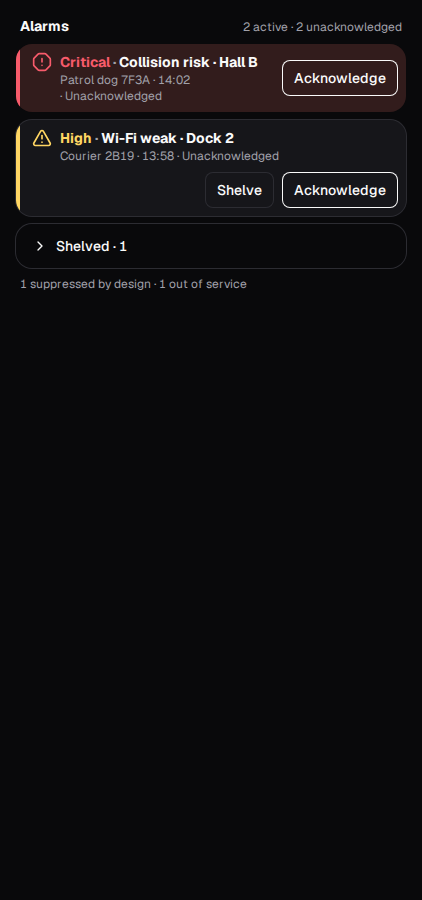 Alarms
2 active · 2 unacknowledged
Critical · Collision risk · Hall B
Patrol dog 7F3A · 14:02
· Unacknowledged
Acknowledge
High · Wi-Fi weak · Dock 2
Courier 2B19 · 13:58 · Unacknowledged
Shelve
Acknowledge
Shelved · 1
1 suppressed by design · 1 out of service